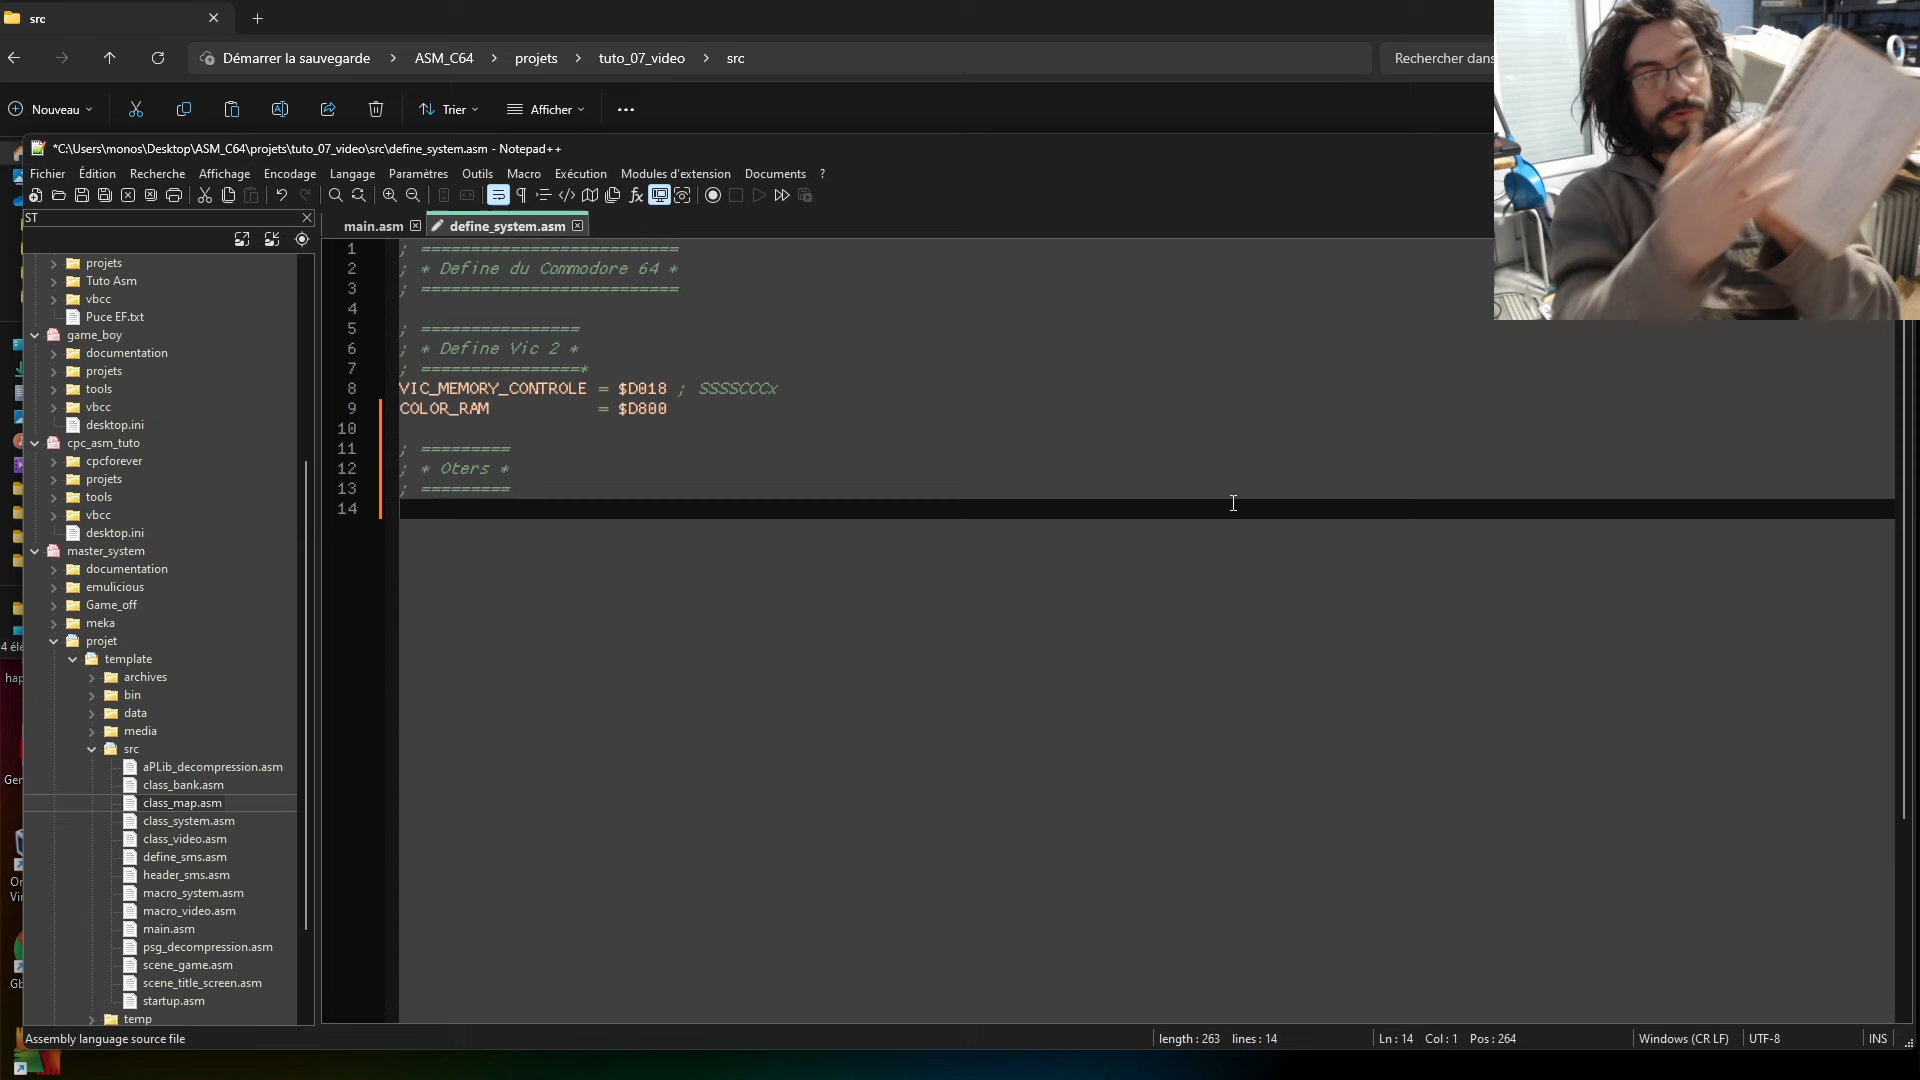 src
Démarrer la sauvegarde > ASM_C64 > projets > tuto_07_video > src
Rechercher dans
Nouveau
Trier
Afficher
*C:\Users\monos\Desktop\ASM_C64\projets\tuto_07_video\src\define_system.asm - Notepad++
Fichier Édition Recherche Affichage Encodage Langage Paramètres Outils Macro Exécution Modules d'extension Documents ?
ST
main.asm
define_system.asm
projets
Tuto Asm
vbcc
Puce EF.txt
game_boy
documentation
projets
tools
vbcc
desktop.ini
cpc_asm_tuto
cpcforever
projets
tools
vbcc
desktop.ini
master_system
documentation
emulicious
Game_off
meka
projet
template
archives
bin
data
media
src
aPLib_decompression.asm
class_bank.asm
class_map.asm
class_system.asm
class_video.asm
define_sms.asm
header_sms.asm
macro_system.asm
macro_video.asm
main.asm
psg_decompression.asm
scene_game.asm
scene_title_screen.asm
startup.asm
temp
1 ; ==========================
2 ; * Define du Commodore 64 *
3 ; ==========================
4
5 ; ================
6 ; * Define Vic 2 *
7 ; ================*
8 VIC_MEMORY_CONTROLE = $D018 ; SSSSCCCx
9 COLOR_RAM = $D800
10
11 ; =========
12 ; * Oters *
13 ; =========
14
4 élé
hap
Ger
Or
Vir
Gb
Assembly language source file
length : 263 lines : 14
Ln : 14 Col : 1 Pos : 264
Windows (CR LF)
UTF-8
INS